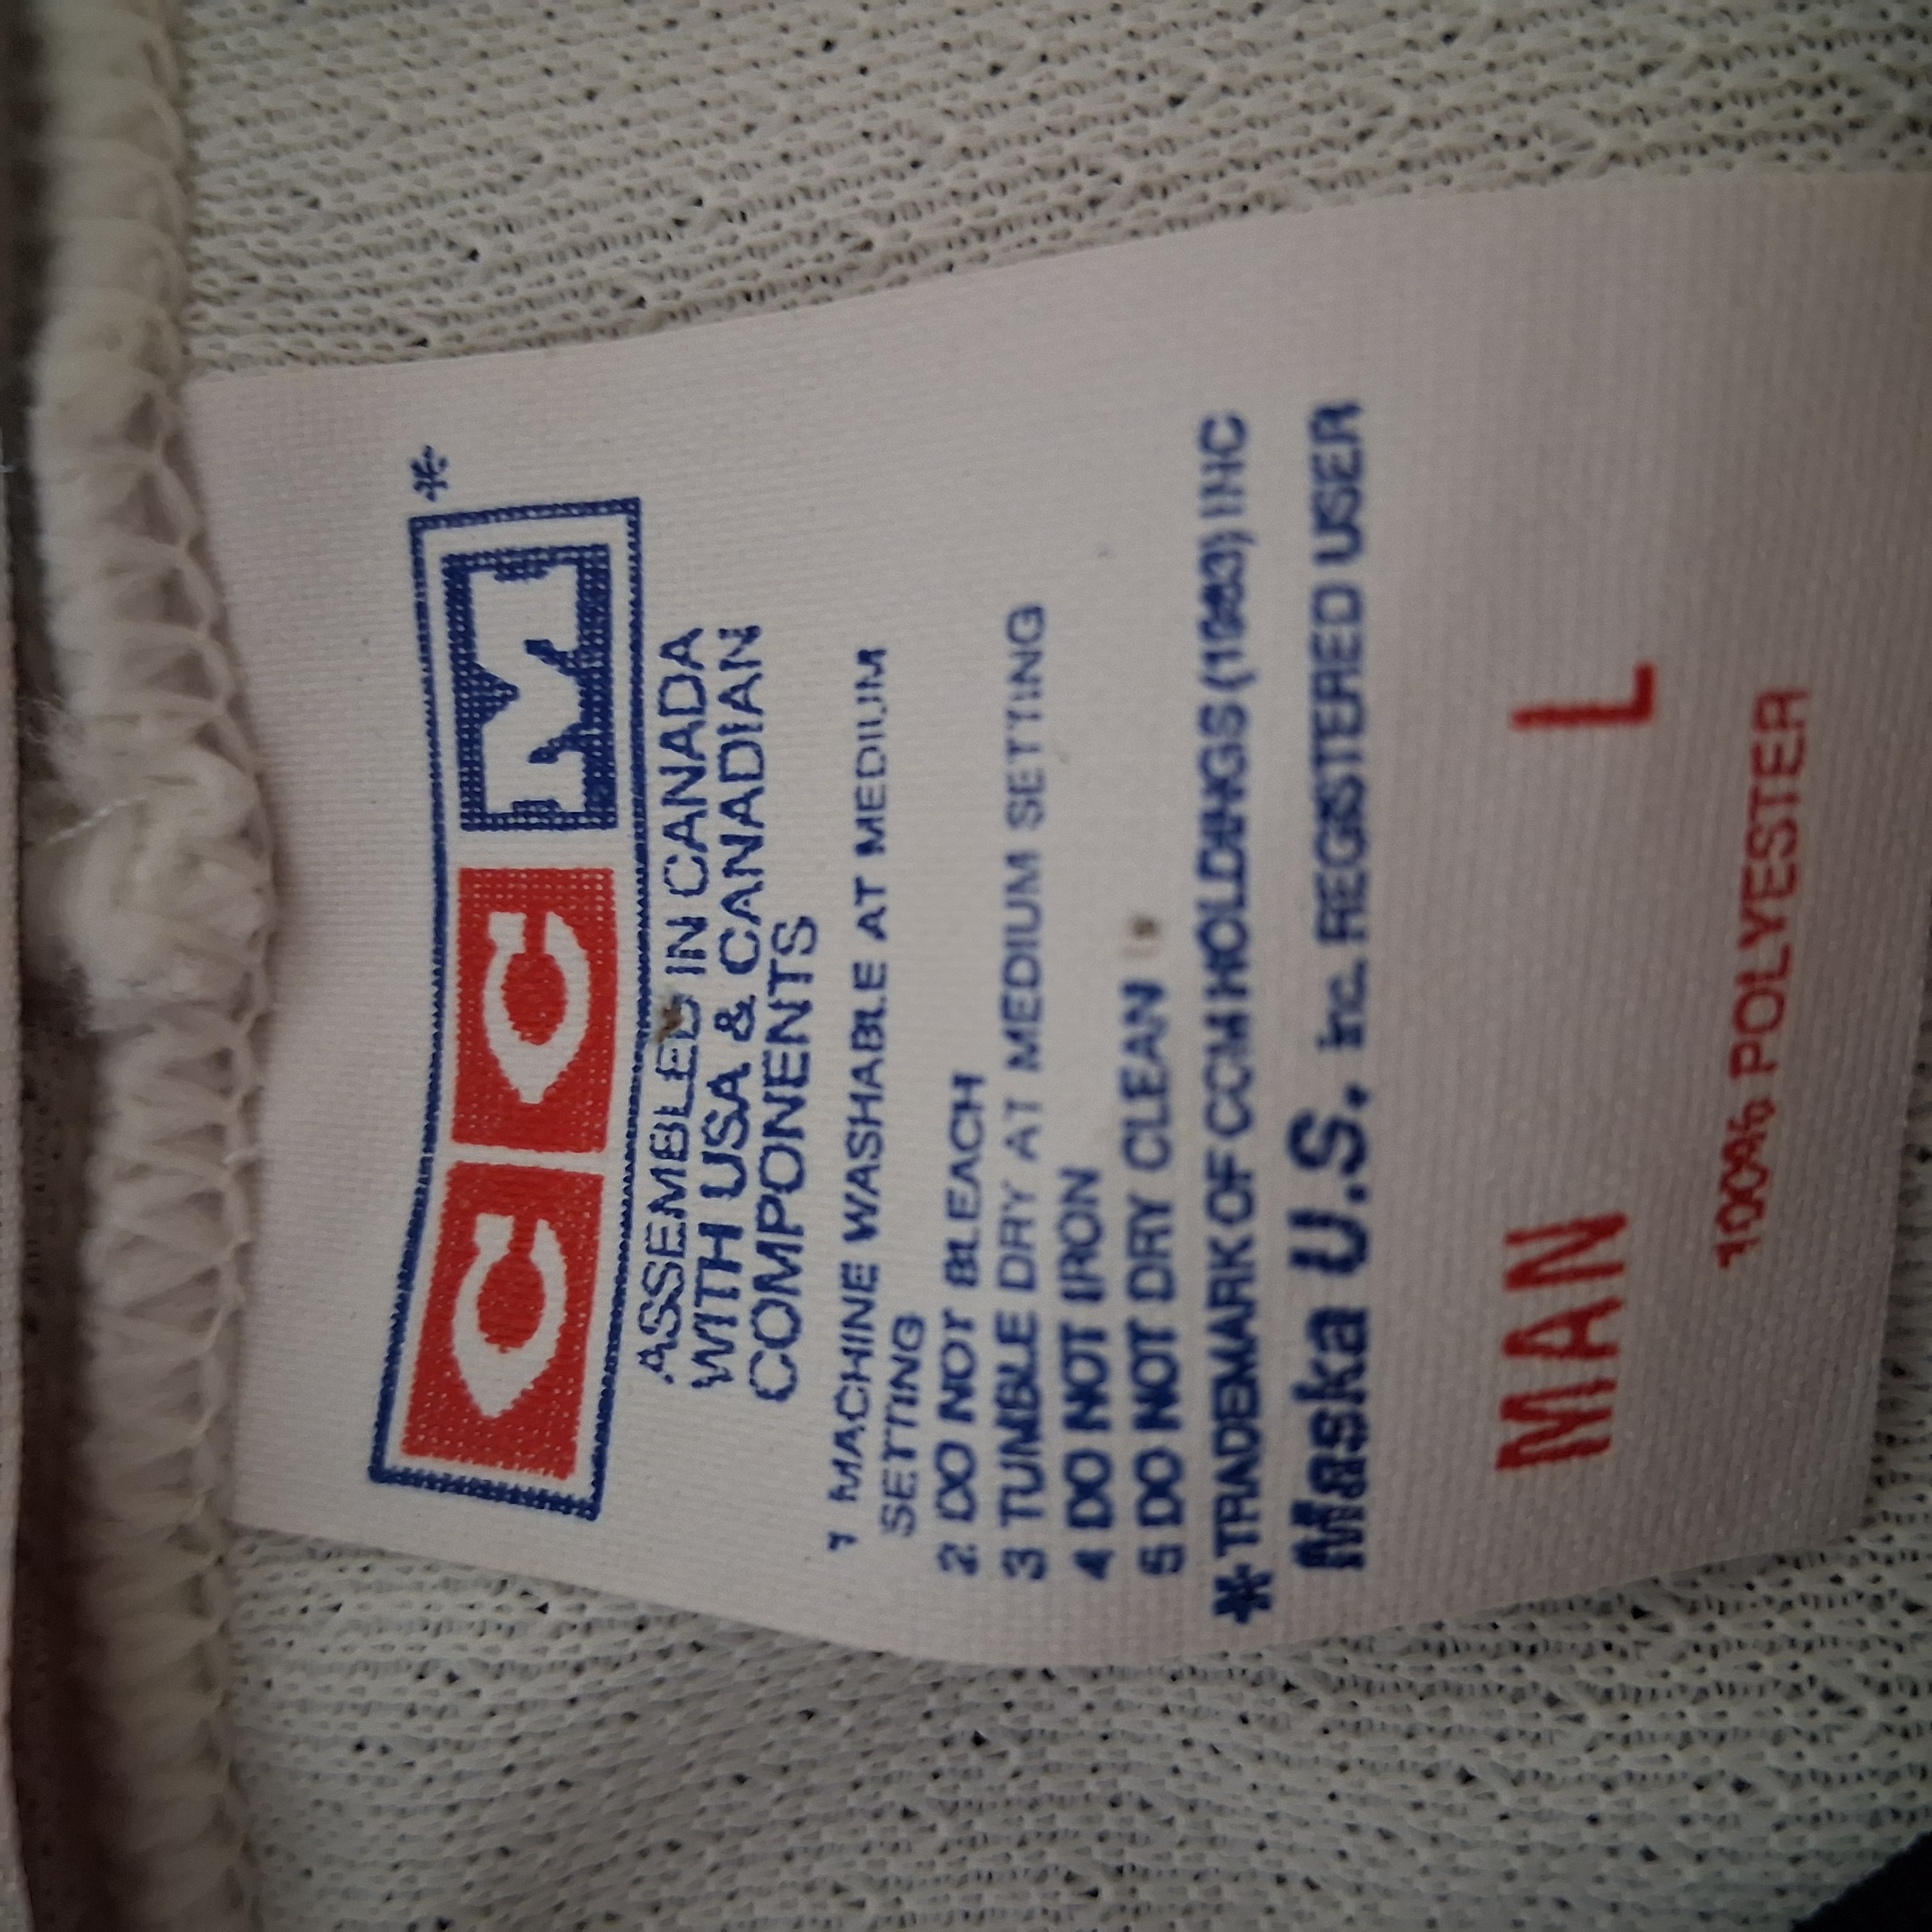 CCM*
ASSEMBLED IN CANADA
WITH USA & CANADIAN
COMPONENTS
1 MACHINE WASHABLE AT MEDIUM
SETTING
2 DO NOT BLEACH
3 TUMBLE DRY AT MEDIUM SETTING
4 DO NOT IRON
5 DO NOT DRY CLEAN
* TRADEMARK OF CCM HOLDINGS (1983) INC
Maska U.S. Inc. REGISTERED USER
MAN L
100% POLYESTER